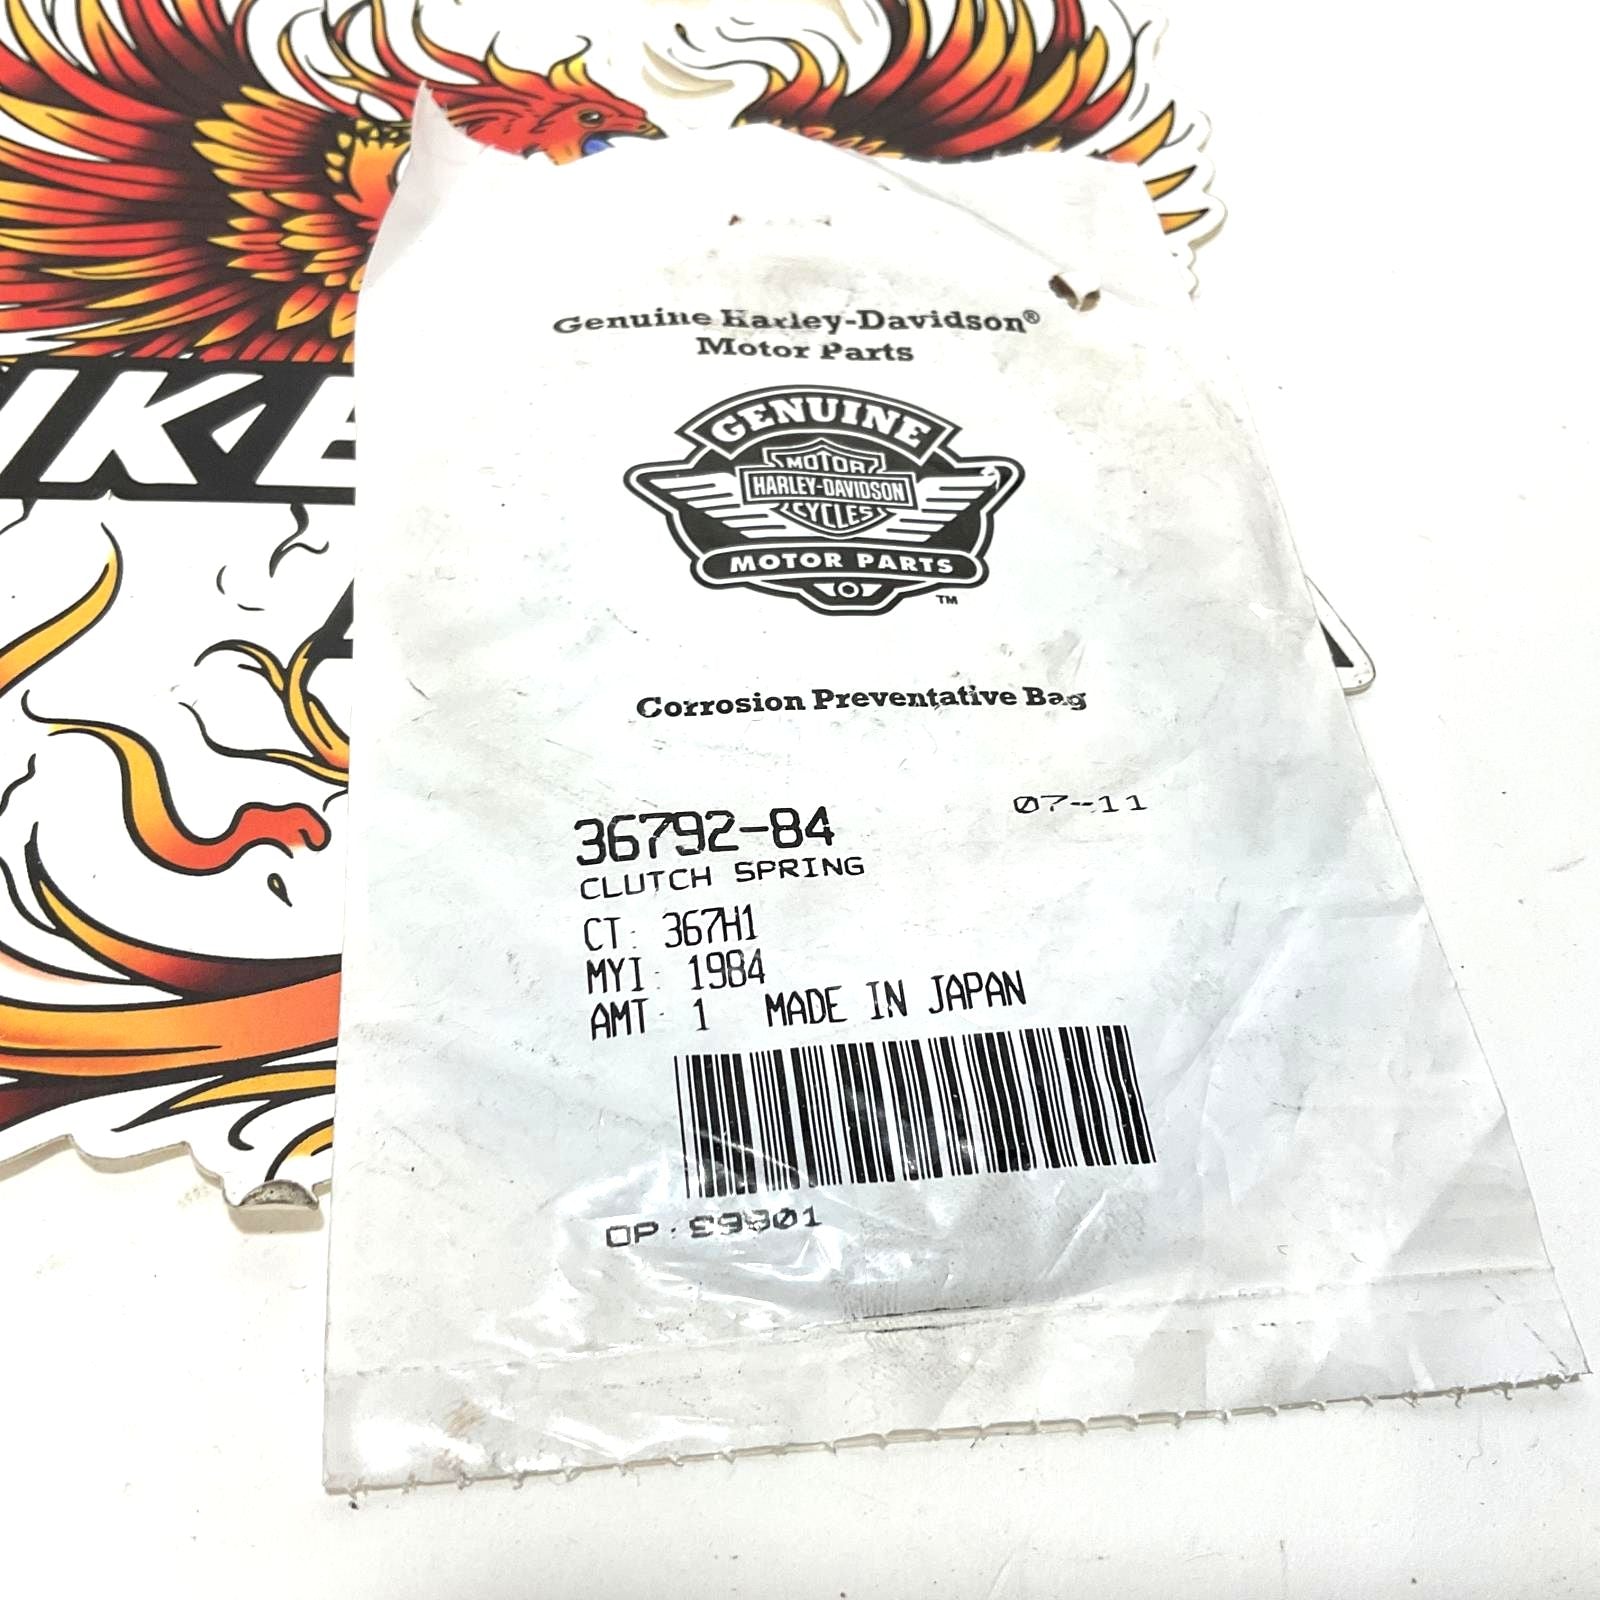 Genuine Harley-Davidson®
Motor Parts
GENUINE
MOTOR
HARLEY-DAVIDSON
CYCLES
MOTOR PARTS
TM
Corrosion Preventative Bag
07-11
36792-84
CLUTCH SPRING
CT: 367H1
MYI: 1984
AMT: 1 MADE IN JAPAN
OP: